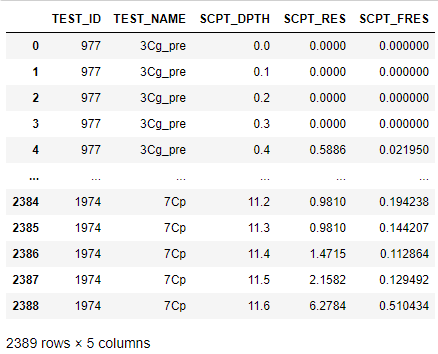 TEST_ID TEST_NAME SCPT_DPTH SCPT_RES SCPT_FRES
0 977 3Cg_pre 0.0 0.0000 0.000000
1 977 3Cg_pre 0.1 0.0000 0.000000
2 977 3Cg_pre 0.2 0.0000 0.000000
3 977 3Cg_pre 0.3 0.0000 0.000000
4 977 3Cg_pre 0.4 0.5886 0.021950
... ... ... ... ... ...
2384 1974 7Cp 11.2 0.9810 0.194238
2385 1974 7Cp 11.3 0.9810 0.144207
2386 1974 7Cp 11.4 1.4715 0.112864
2387 1974 7Cp 11.5 2.1582 0.129492
2388 1974 7Cp 11.6 6.2784 0.510434
2389 rows × 5 columns